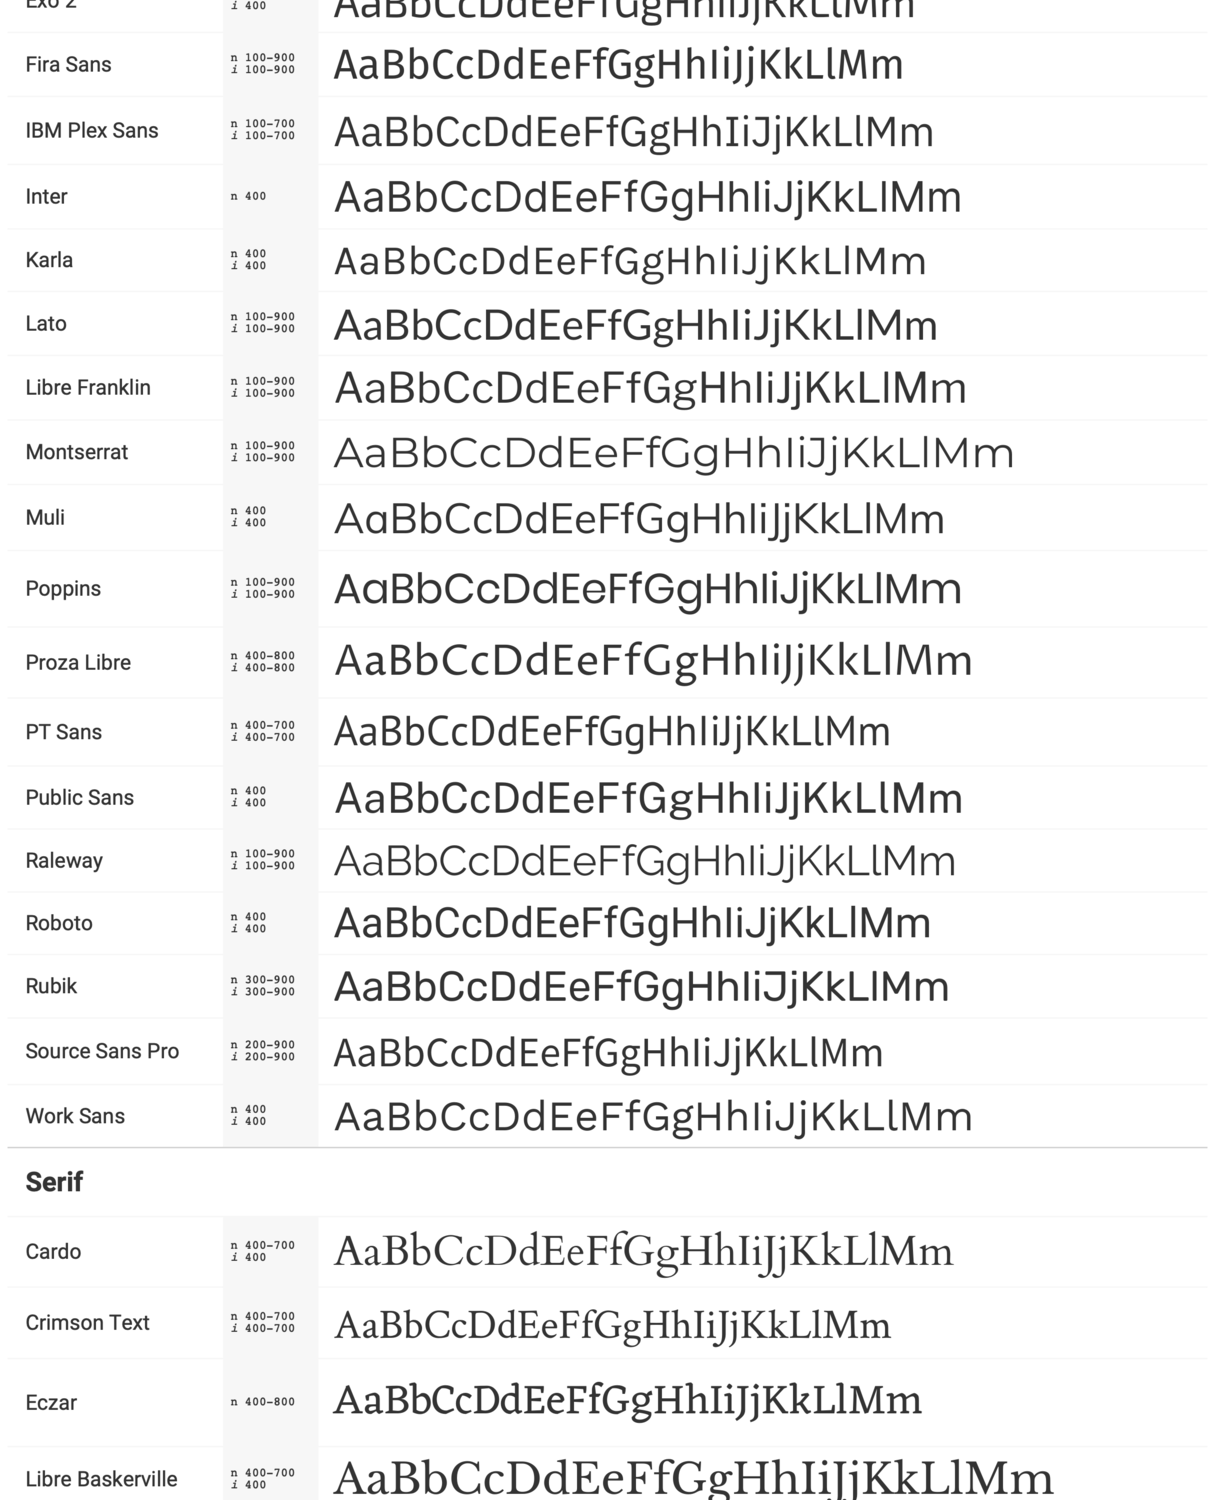 Exo 2
i 400
AaBbCcDdEeFfGgHhIiJjKkLlMm
Fira Sans
n 100–900
i 100–900
AaBbCcDdEeFfGgHhIiJjKkLlMm
IBM Plex Sans
n 100–700
i 100–700
AaBbCcDdEeFfGgHhIiJjKkLlMm
Inter
n 400
AaBbCcDdEeFfGgHhIiJjKkLlMm
Karla
n 400
i 400
AaBbCcDdEeFfGgHhIiJjKkLlMm
Lato
n 100–900
i 100–900
AaBbCcDdEeFfGgHhIiJjKkLlMm
Libre Franklin
n 100–900
i 100–900
AaBbCcDdEeFfGgHhIiJjKkLlMm
Montserrat
n 100–900
i 100–900
AaBbCcDdEeFfGgHhIiJjKkLlMm
Muli
n 400
i 400
AaBbCcDdEeFfGgHhIiJjKkLlMm
Poppins
n 100–900
i 100–900
AaBbCcDdEeFfGgHhIiJjKkLlMm
Proza Libre
n 400–800
i 400–800
AaBbCcDdEeFfGgHhIiJjKkLlMm
PT Sans
n 400–700
i 400–700
AaBbCcDdEeFfGgHhIiJjKkLlMm
Public Sans
n 400
i 400
AaBbCcDdEeFfGgHhIiJjKkLlMm
Raleway
n 100–900
i 100–900
AaBbCcDdEeFfGgHhIiJjKkLlMm
Roboto
n 400
i 400
AaBbCcDdEeFfGgHhIiJjKkLlMm
Rubik
n 300–900
i 300–900
AaBbCcDdEeFfGgHhIiJjKkLlMm
Source Sans Pro
n 200–900
i 200–900
AaBbCcDdEeFfGgHhIiJjKkLlMm
Work Sans
n 400
i 400
AaBbCcDdEeFfGgHhIiJjKkLlMm
Serif
Cardo
n 400–700
i 400
AaBbCcDdEeFfGgHhIiJjKkLlMm
Crimson Text
n 400–700
i 400–700
AaBbCcDdEeFfGgHhIiJjKkLlMm
Eczar
n 400–800
AaBbCcDdEeFfGgHhIiJjKkLlMm
Libre Baskerville
n 400–700
i 400
AaBbCcDdEeFfGgHhIiJjKkLlMm